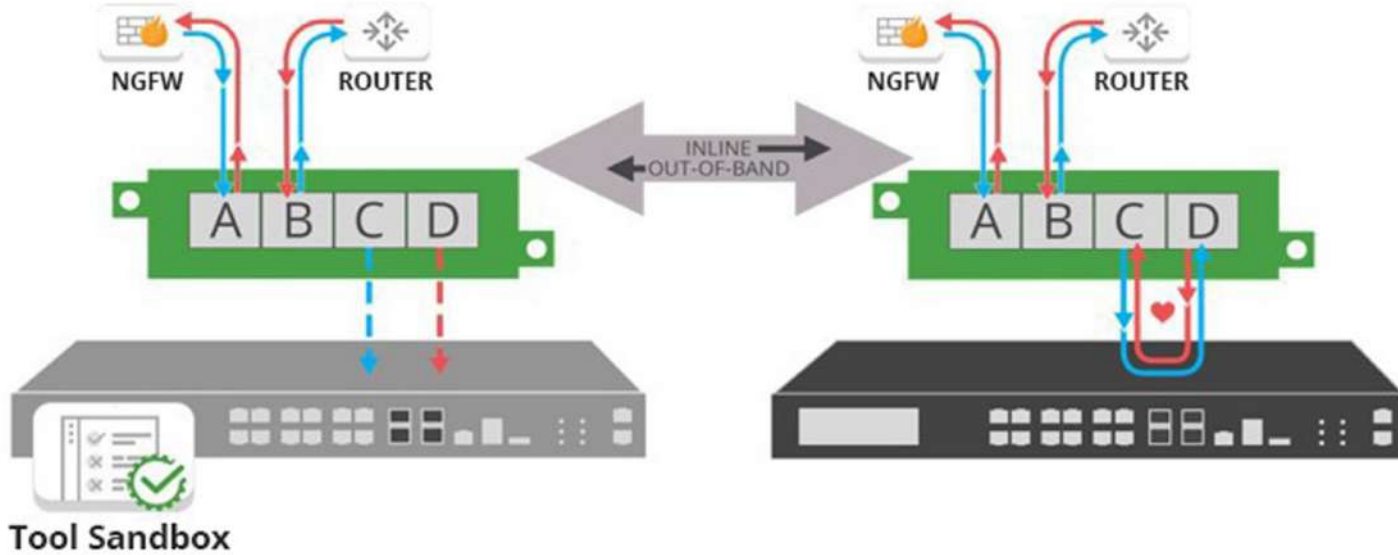 NGFW
ROUTER
A B C D
Tool Sandbox
INLINE
OUT-OF-BAND
NGFW
ROUTER
A B C D